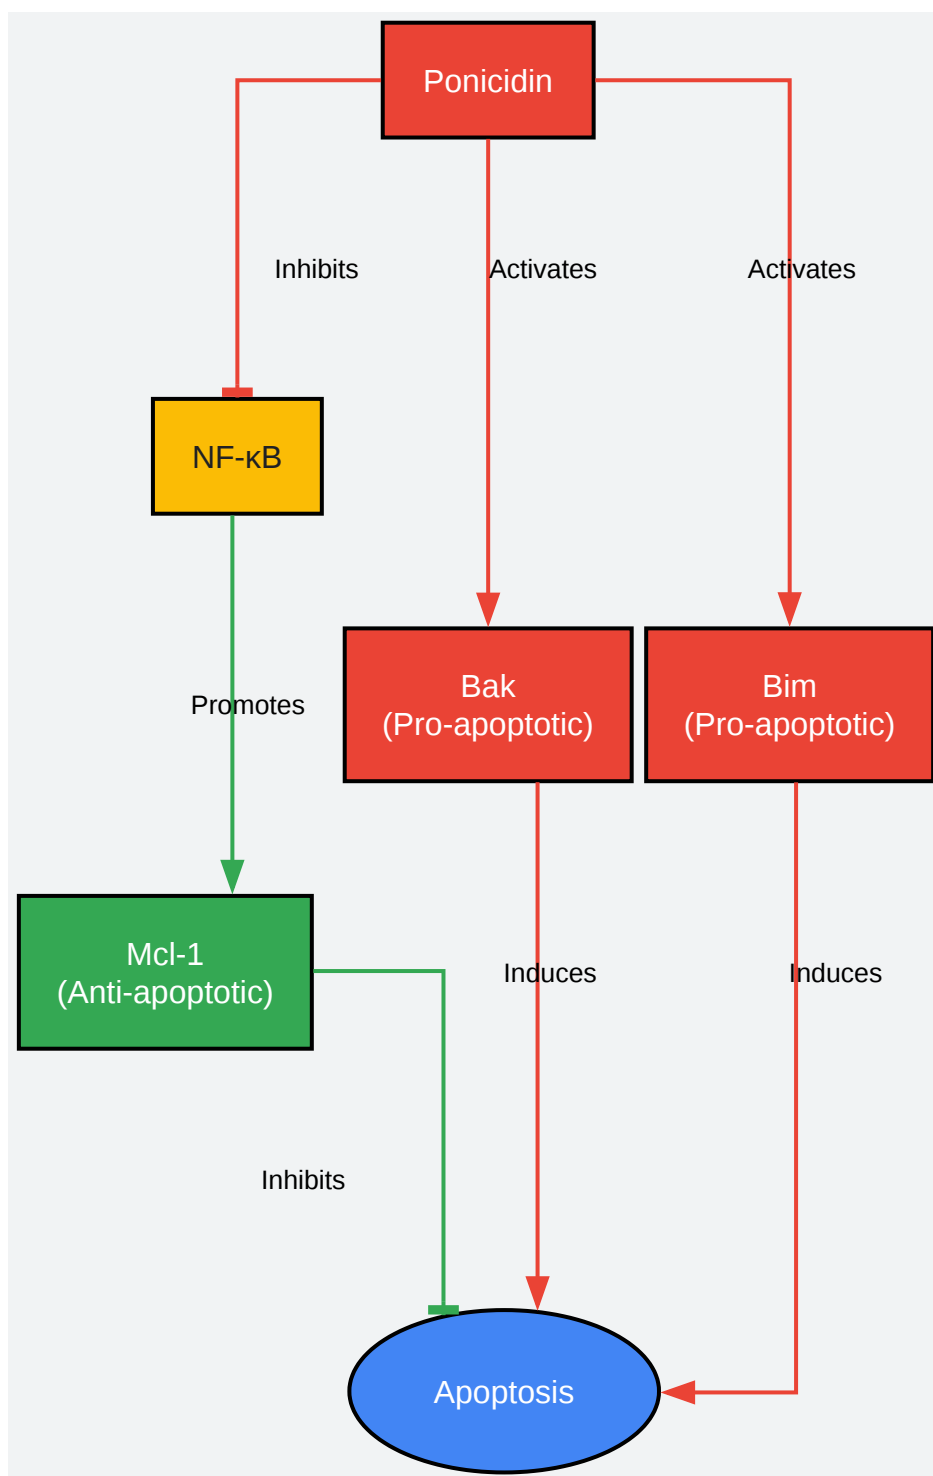 Ponicidin
Inhibits
Activates
Activates
NF-κB
Bak
(Pro-apoptotic)
Bim
(Pro-apoptotic)
Promotes
Mcl-1
(Anti-apoptotic)
Induces
Induces
Inhibits
Apoptosis